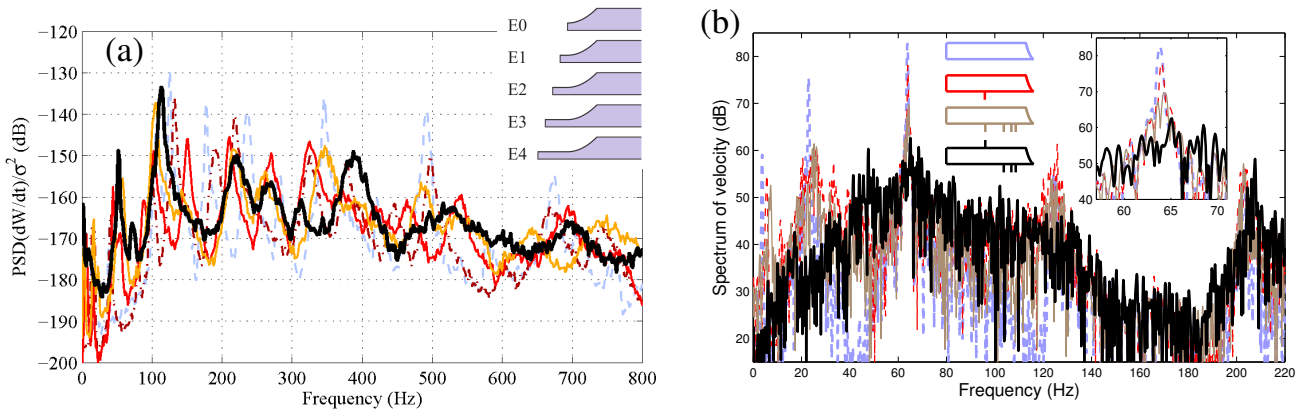 (a)
PSD(dW/dt)/σ² (dB)
−120
−130
−140
−150
−160
−170
−180
−190
−200
0 100 200 300 400 500 600 700 800
Frequency (Hz)
E0
E1
E2
E3
E4
(b)
Spectrum of velocity (dB)
80
70
60
50
40
30
20
0 20 40 60 80 100 120 140 160 180 200 220
Frequency (Hz)
80
70
60
50
40
60 65 70